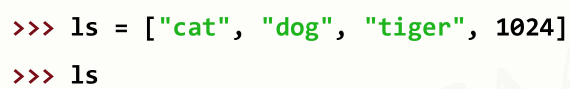 >>> ls = ["cat", "dog", "tiger", 1024]
>>> ls